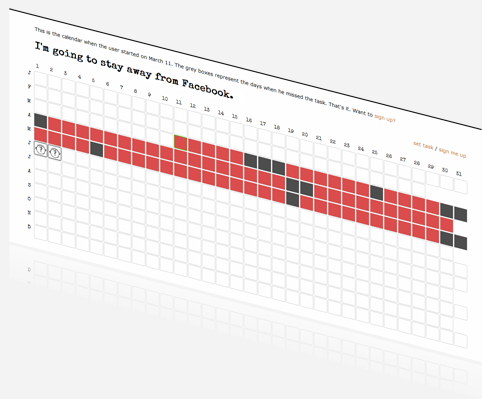 This is the calendar when the user started on March 11. The grey boxes represent the days when he missed the task. That's it. Want to sign up?
I'm going to stay away from Facebook.
set task / sign me up
1 2 3 4 5 6 7 8 9 10 11 12 13 14 15 16 17 18 19 20 21 22 23 24 25 26 27 28 29 30 31
J
F
M
A
M
J
J
A
S
O
N
D